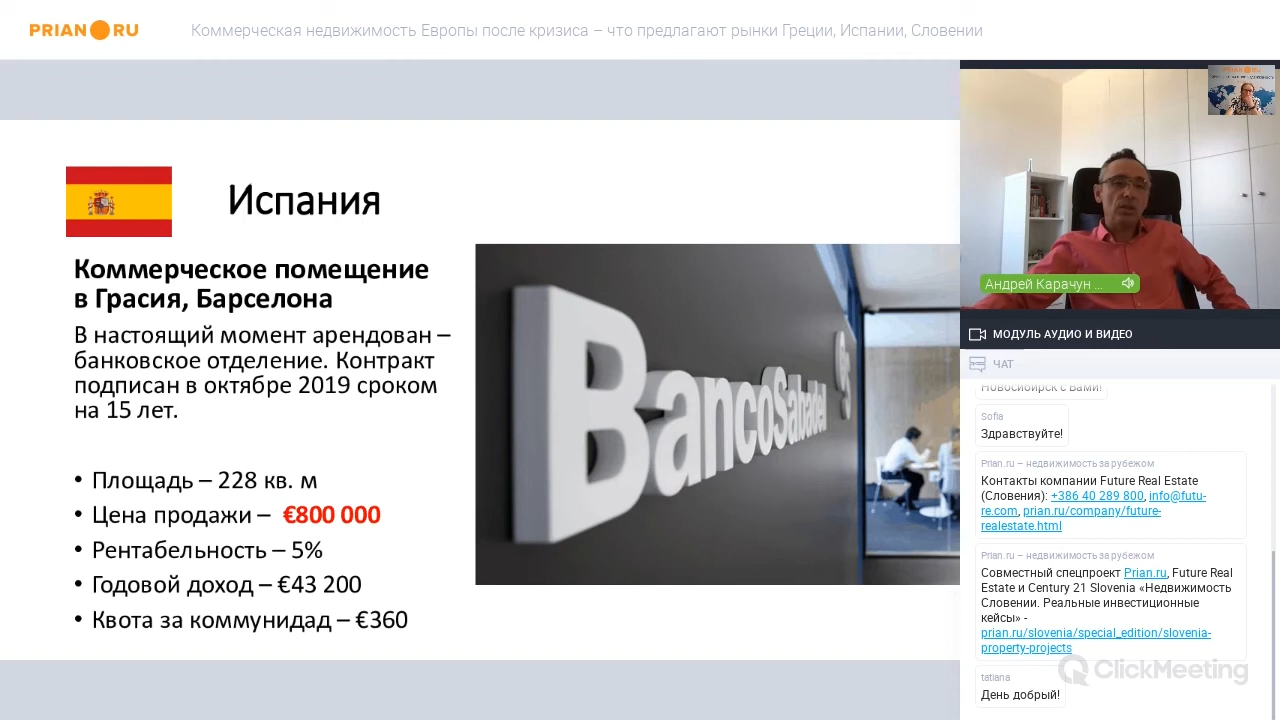 PRIAN RU
Коммерческая недвижимость Европы после кризиса – что предлагают рынки Греции, Испании, Словении
Испания
Коммерческое помещение
в Грасия, Барселона
В настоящий момент арендован –
банковское отделение. Контракт
подписан в октябре 2019 сроком
на 15 лет.
• Площадь – 228 кв. м
• Цена продажи – €800 000
• Рентабельность – 5%
• Годовой доход – €43 200
• Квота за коммунидад – €360
BancoSabadell
Андрей Карачун ...
МОДУЛЬ АУДИО И ВИДЕО
ЧАТ
Новосибирск с Вами!
Sofia
Здравствуйте!
Prian.ru – недвижимость за рубежом
Контакты компании Future Real Estate
(Словения): +386 40 289 800, info@futu-
re.com, prian.ru/company/future-
realestate.html
Prian.ru – недвижимость за рубежом
Совместный спецпроект Prian.ru, Future Real
Estate и Century 21 Slovenia «Недвижимость
Словении. Реальные инвестиционные
кейсы» -
prian.ru/slovenia/special_edition/slovenia-
property-projects
ClickMeeting
tatiana
День добрый!